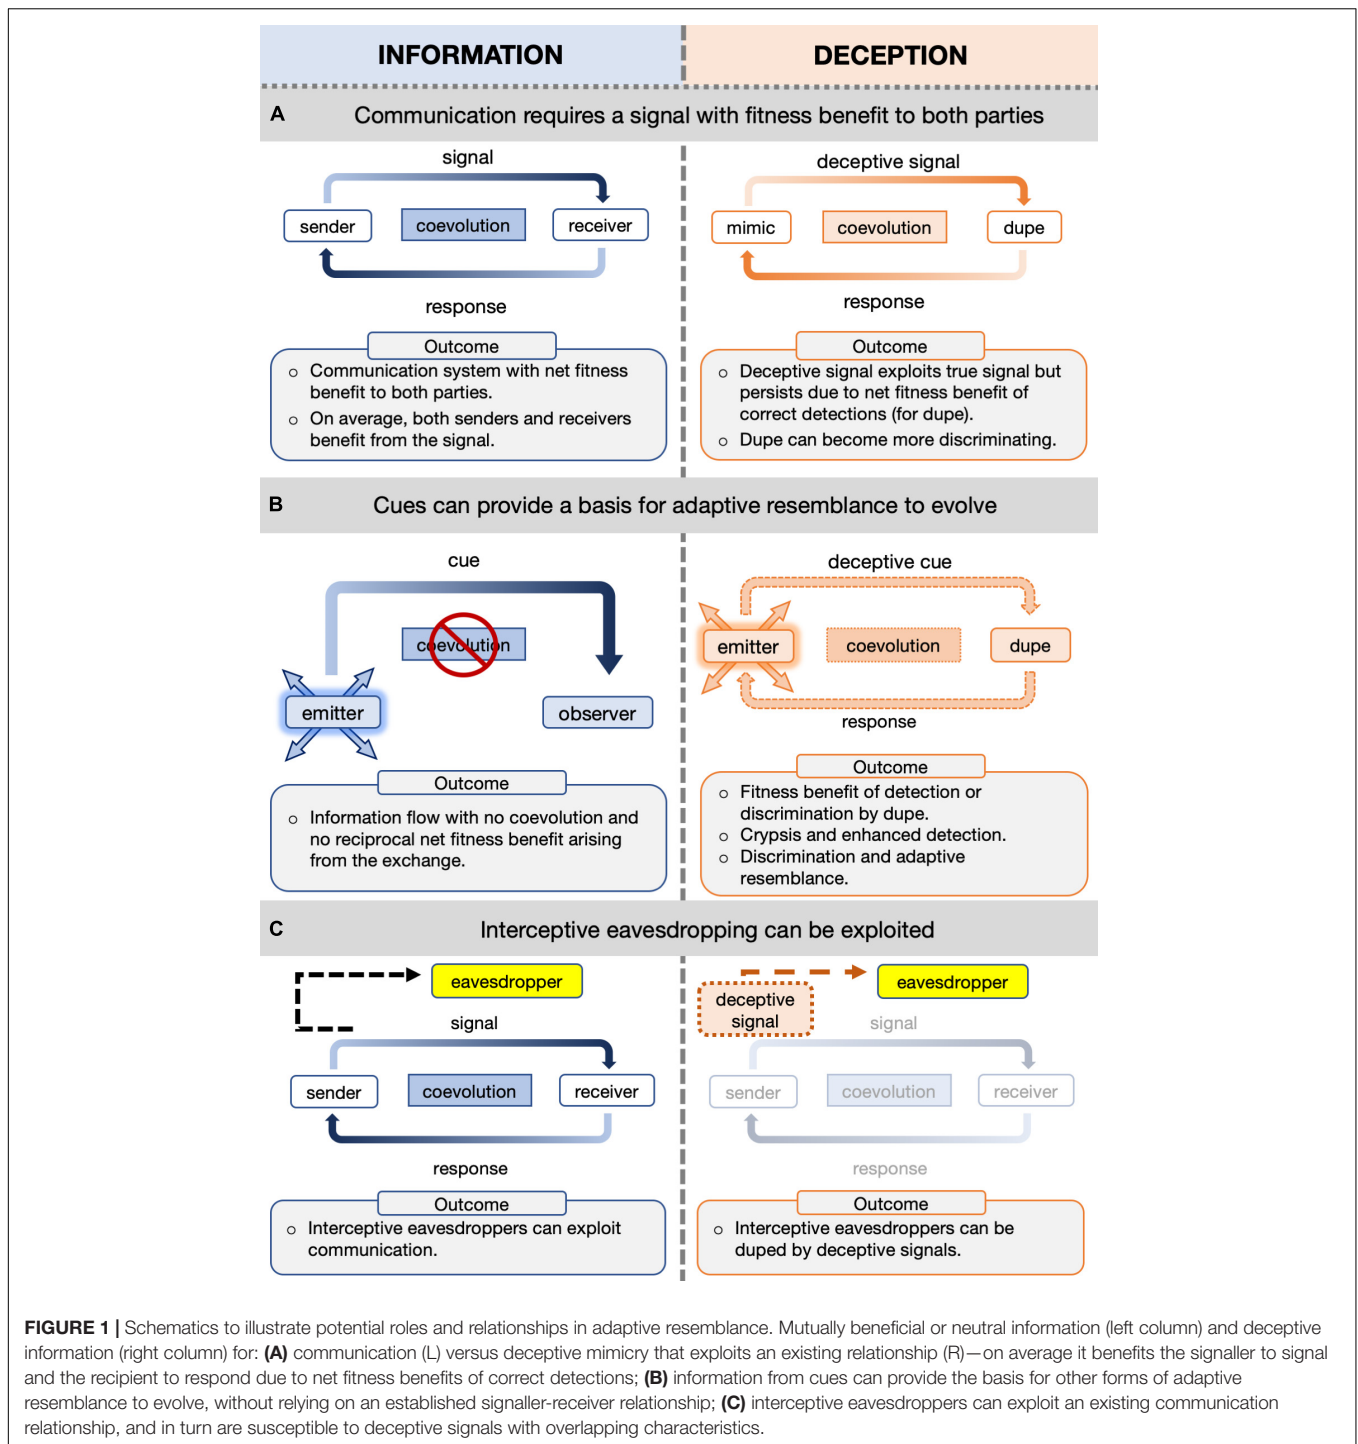 INFORMATION
DECEPTION
A
Communication requires a signal with fitness benefit to both parties
signal
sender
coevolution
receiver
response
Outcome
○ Communication system with net fitness
benefit to both parties.
○ On average, both senders and receivers
benefit from the signal.
deceptive signal
mimic
coevolution
dupe
response
Outcome
○ Deceptive signal exploits true signal but
persists due to net fitness benefit of
correct detections (for dupe).
○ Dupe can become more discriminating.
B
Cues can provide a basis for adaptive resemblance to evolve
cue
coevolution
emitter
observer
Outcome
○ Information flow with no coevolution and
no reciprocal net fitness benefit arising
from the exchange.
deceptive cue
emitter
coevolution
dupe
response
Outcome
○ Fitness benefit of detection or
discrimination by dupe.
○ Crypsis and enhanced detection.
○ Discrimination and adaptive
resemblance.
C
Interceptive eavesdropping can be exploited
eavesdropper
signal
sender
coevolution
receiver
response
Outcome
○ Interceptive eavesdroppers can exploit
communication.
eavesdropper
deceptive
signal
signal
sender
coevolution
receiver
response
Outcome
○ Interceptive eavesdroppers can be
duped by deceptive signals.
FIGURE 1 | Schematics to illustrate potential roles and relationships in adaptive resemblance. Mutually beneficial or neutral information (left column) and deceptive
information (right column) for: (A) communication (L) versus deceptive mimicry that exploits an existing relationship (R)—on average it benefits the signaller to signal
and the recipient to respond due to net fitness benefits of correct detections; (B) information from cues can provide the basis for other forms of adaptive
resemblance to evolve, without relying on an established signaller-receiver relationship; (C) interceptive eavesdroppers can exploit an existing communication
relationship, and in turn are susceptible to deceptive signals with overlapping characteristics.